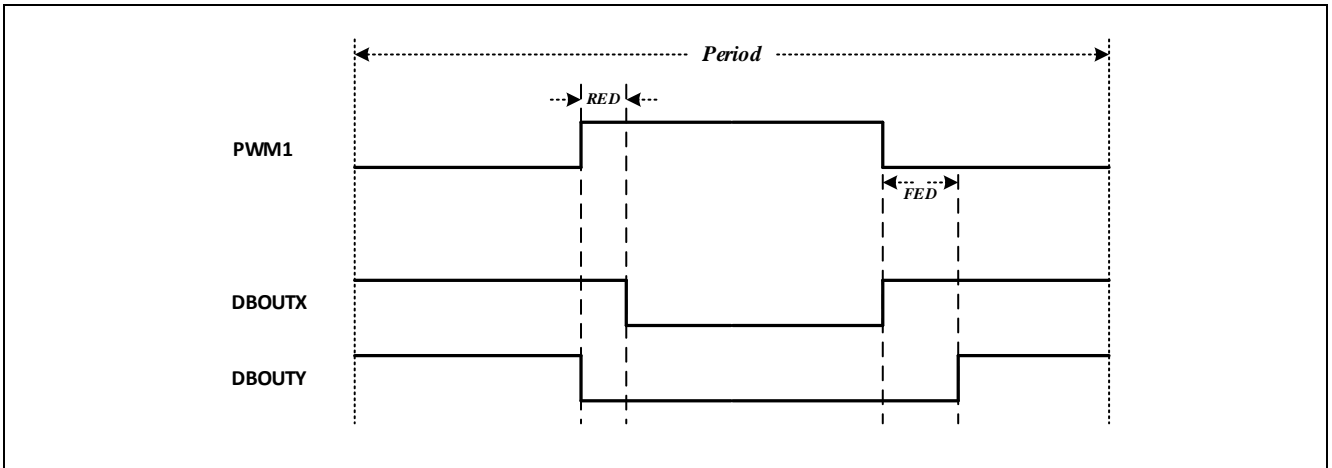 Period
RED
PWM1
FED
DBOUTX
DBOUTY